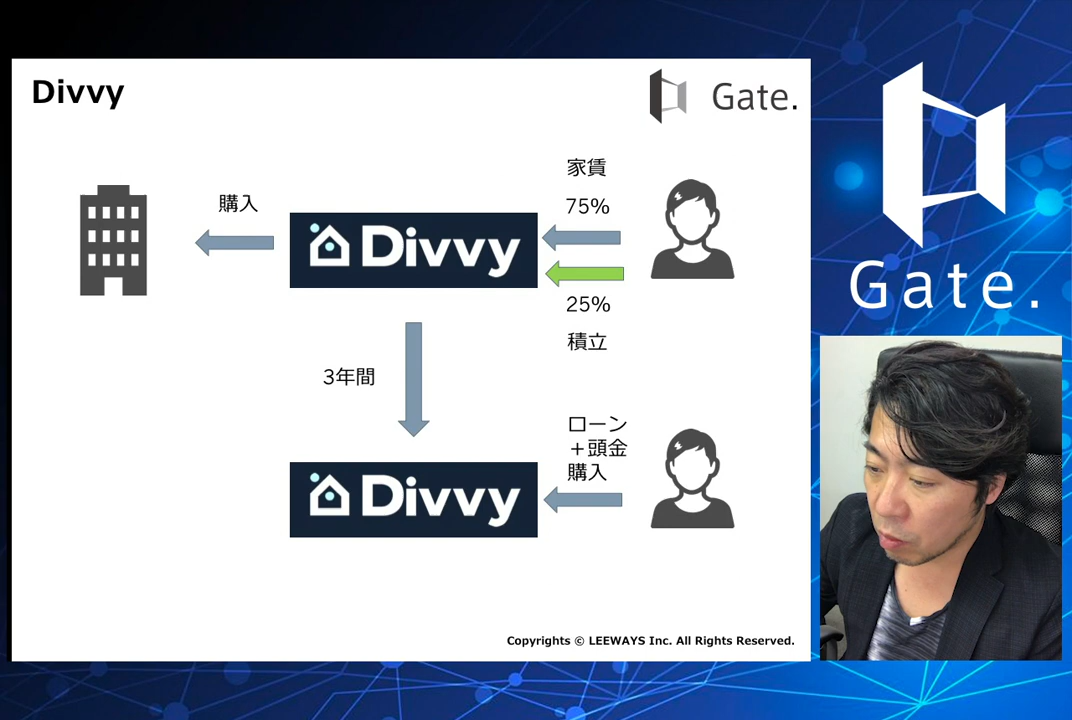 Divvy
Gate.
家賃
75%
購入
Divvy
25%
積立
3年間
ローン
＋頭金
購入
Divvy
Copyrights © LEEWAYS Inc. All Rights Reserved.
Gate.